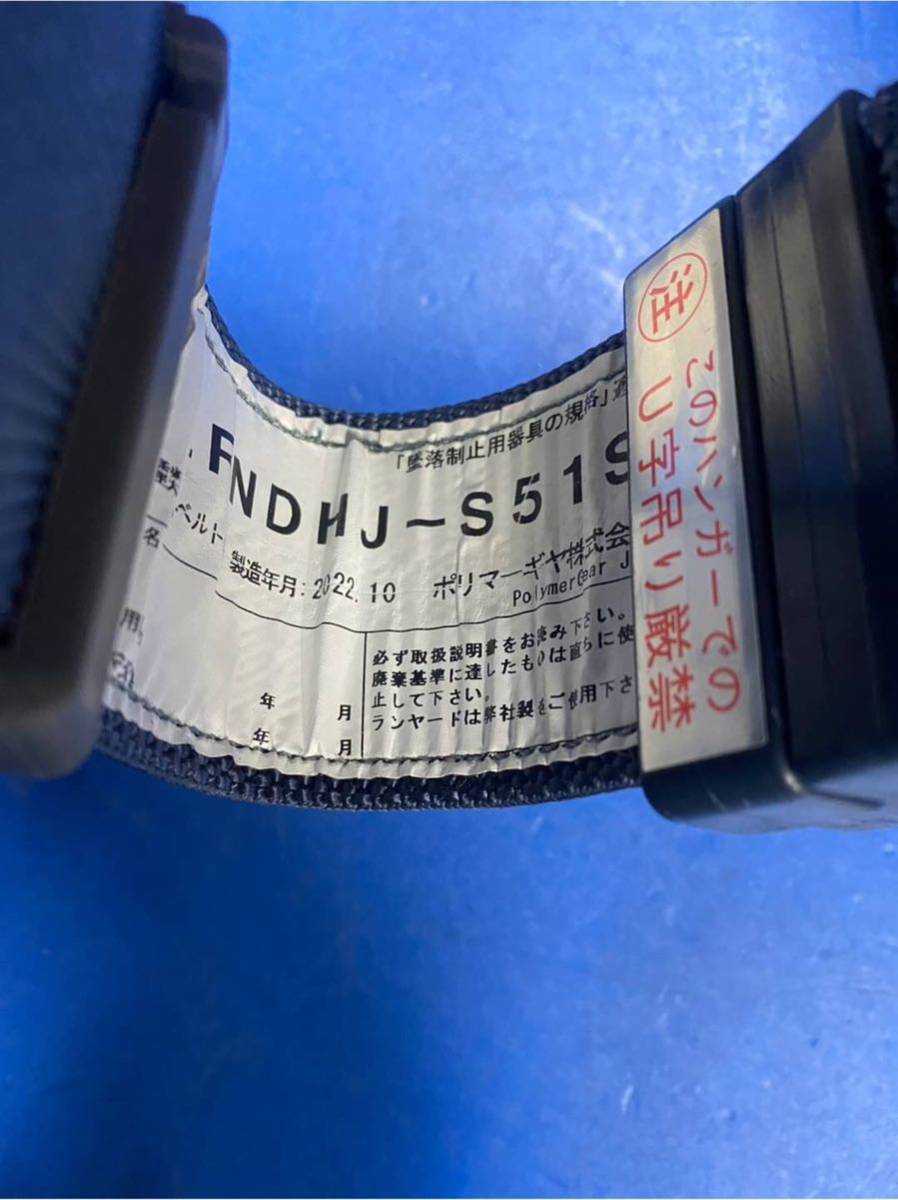 「墜落制止用器具の規格」適
FNDHJ-S51S
ベルト
名
製造年月:2022.10 ポリマーギヤ株式会
PolymerGear J
用
年 月
年 月
必ず取扱説明書をお読み下さい。
廃棄基準に達したものは直ちに使
止して下さい。
ランヤードは弊社製をご使用下さ
注
このハンガーでの
U字吊り厳禁